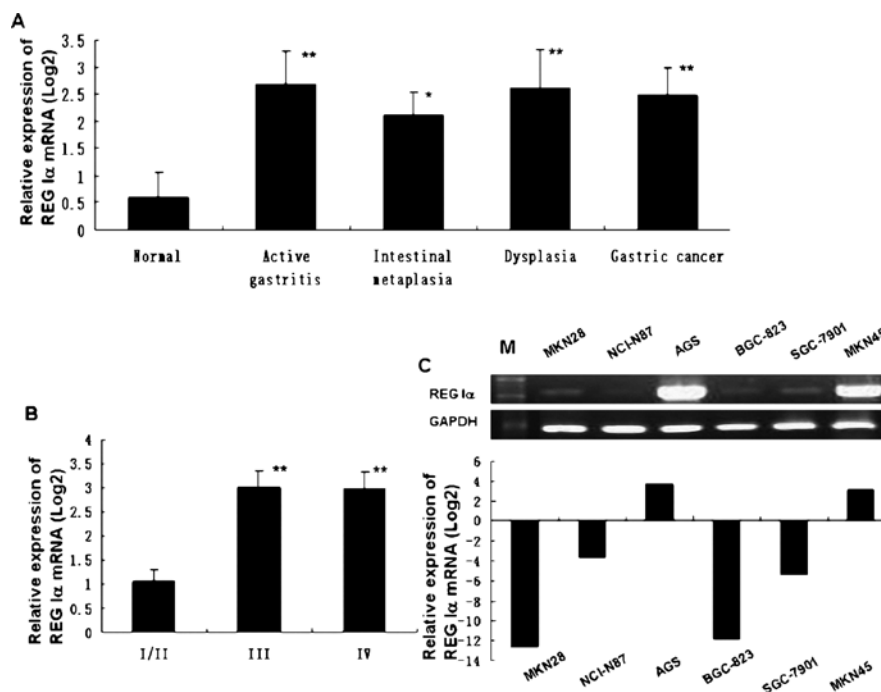 A
Relative expression of
REG Iα mRNA (Log2)
3.5
3
2.5
2
1.5
1
0.5
0
**
*
**
**
Normal
Active
gastritis
Intestinal
metaplasia
Dysplasia
Gastric cancer
B
Relative expression of
REG Iα mRNA (Log2)
4
3.5
3
2.5
2
1.5
1
0.5
0
**
**
I/II
III
IV
C
M
MKN28
NCI-N87
AGS
BGC-823
SGC-7901
MKN45
REG Iα
GAPDH
Relative expression of
REG Iα mRNA (Log2)
6
4
2
0
-2
-4
-6
-8
-10
-12
-14
MKN28
NCI-N87
AGS
BGC-823
SGC-7901
MKN45